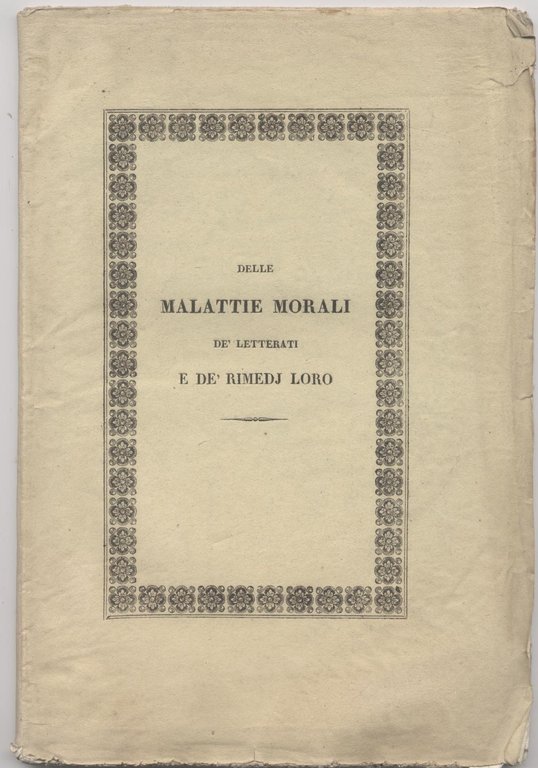 DELLE
MALATTIE MORALI
DE' LETTERATI
E DE' RIMEDJ LORO